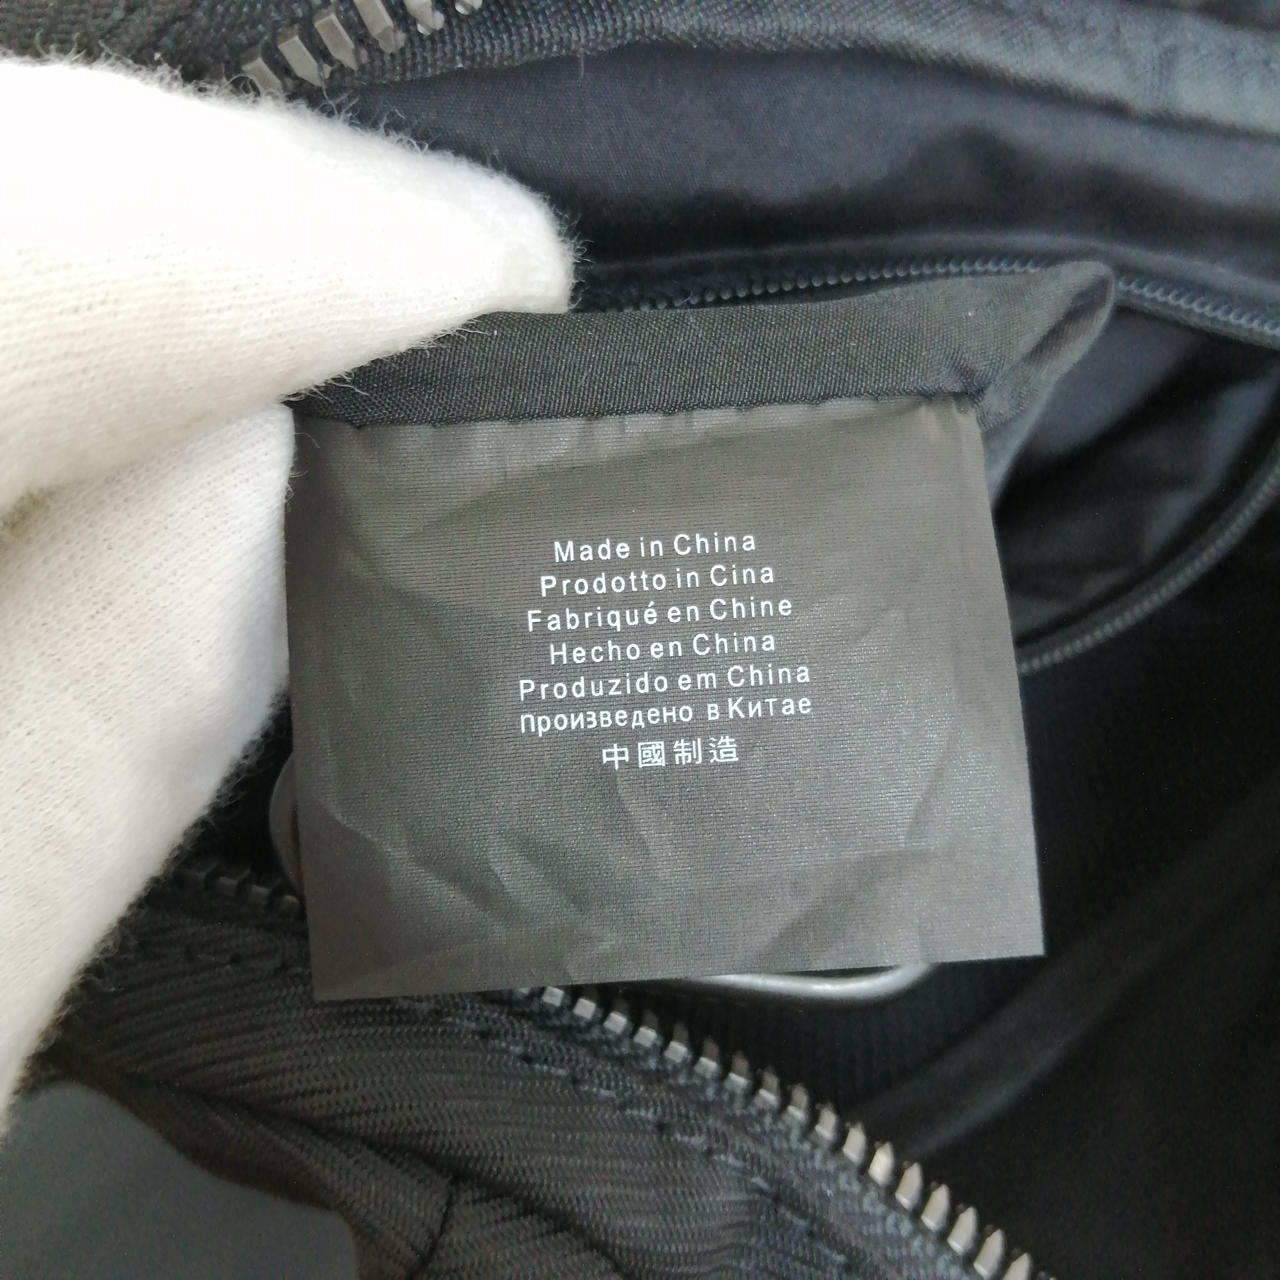 Made in China
Prodotto in Cina
Fabriqué en Chine
Hecho en China
Produzido em China
произведено в Китае
中國制造